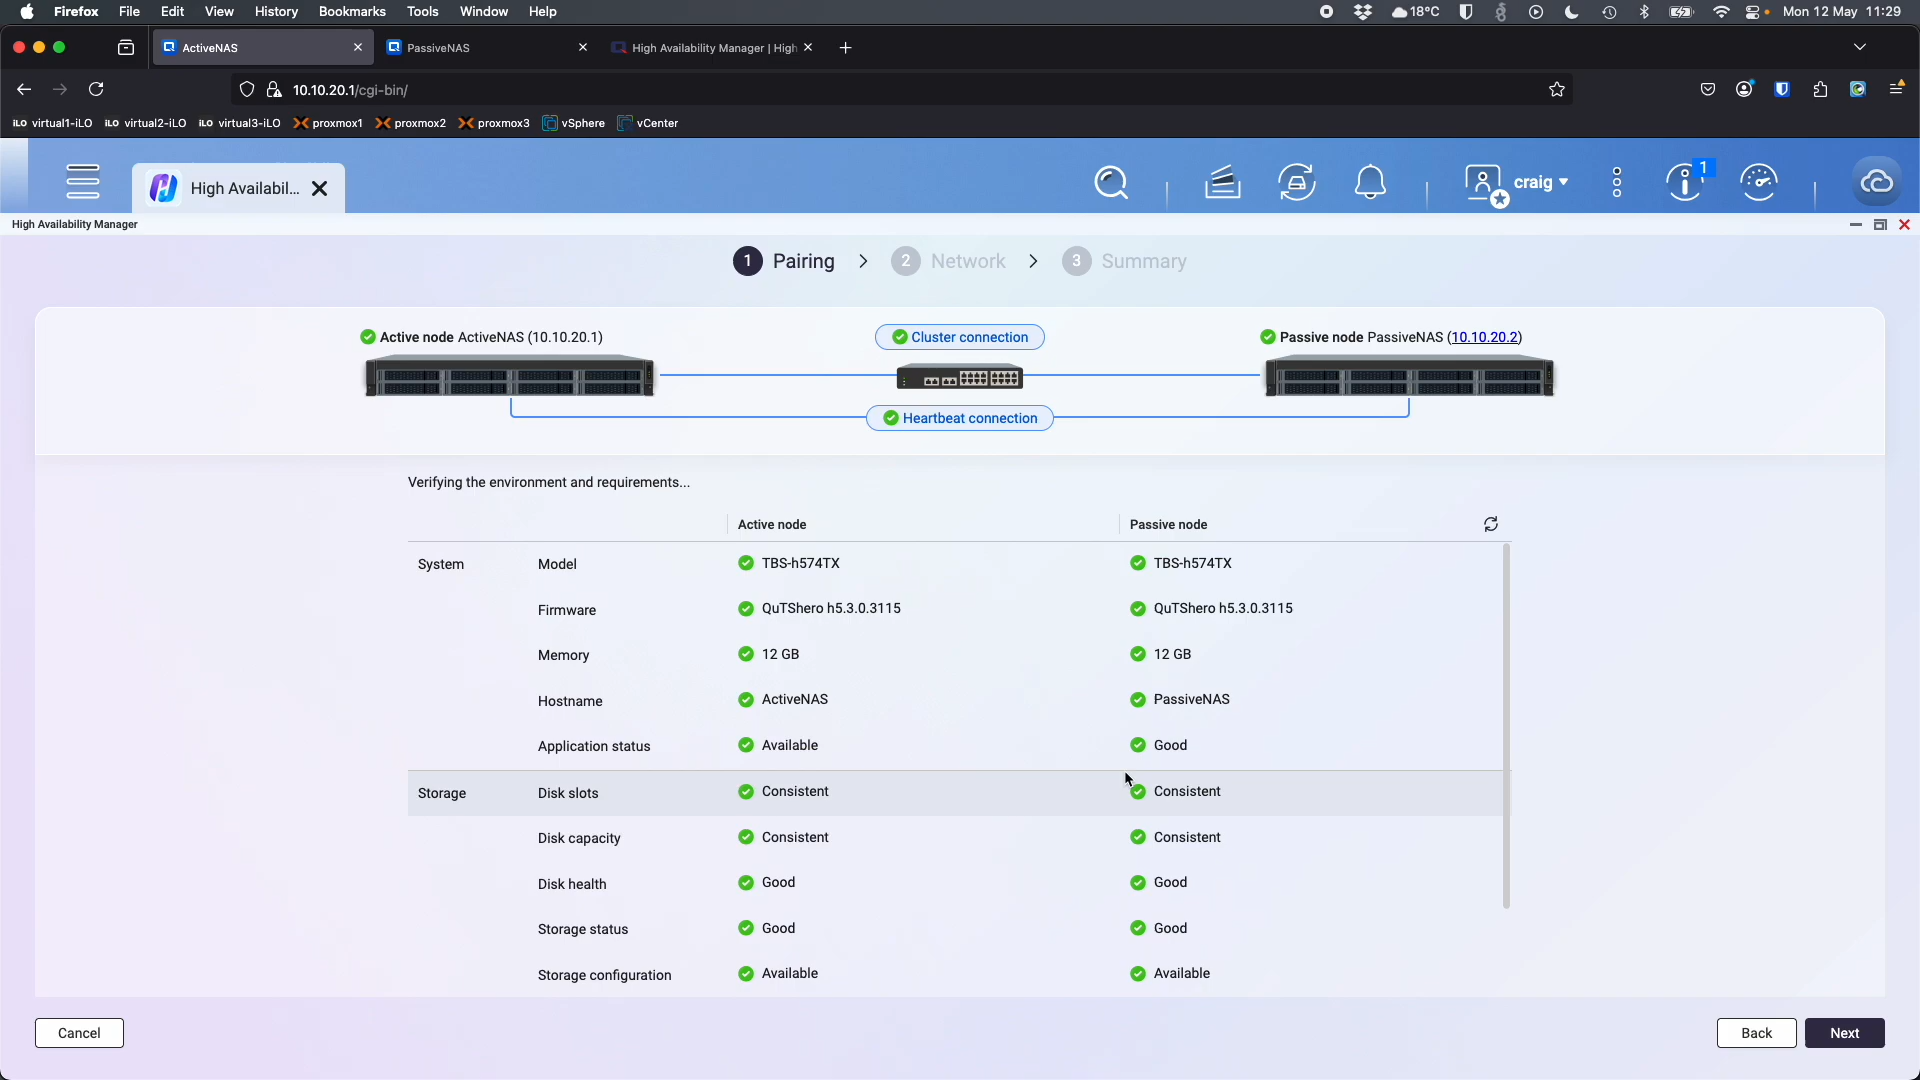 Firefox File Edit View History Bookmarks Tools Window Help 18°C Mon 12 May 11:29
ActiveNAS PassiveNAS High Availability Manager | High
10.10.20.1/cgi-bin/
iLO virtual1-iLO iLO virtual2-iLO iLO virtual3-iLO proxmox1 proxmox2 proxmox3 vSphere vCenter
High Availabil... craig 1
High Availability Manager
1 Pairing > 2 Network > 3 Summary
Active node ActiveNAS (10.10.20.1) Cluster connection Passive node PassiveNAS (10.10.20.2)
Heartbeat connection
Verifying the environment and requirements...
Active node Passive node
System Model TBS-h574TX TBS-h574TX
Firmware QuTShero h5.3.0.3115 QuTShero h5.3.0.3115
Memory 12 GB 12 GB
Hostname ActiveNAS PassiveNAS
Application status Available Good
Storage Disk slots Consistent Consistent
Disk capacity Consistent Consistent
Disk health Good Good
Storage status Good Good
Storage configuration Available Available
Cancel Back Next